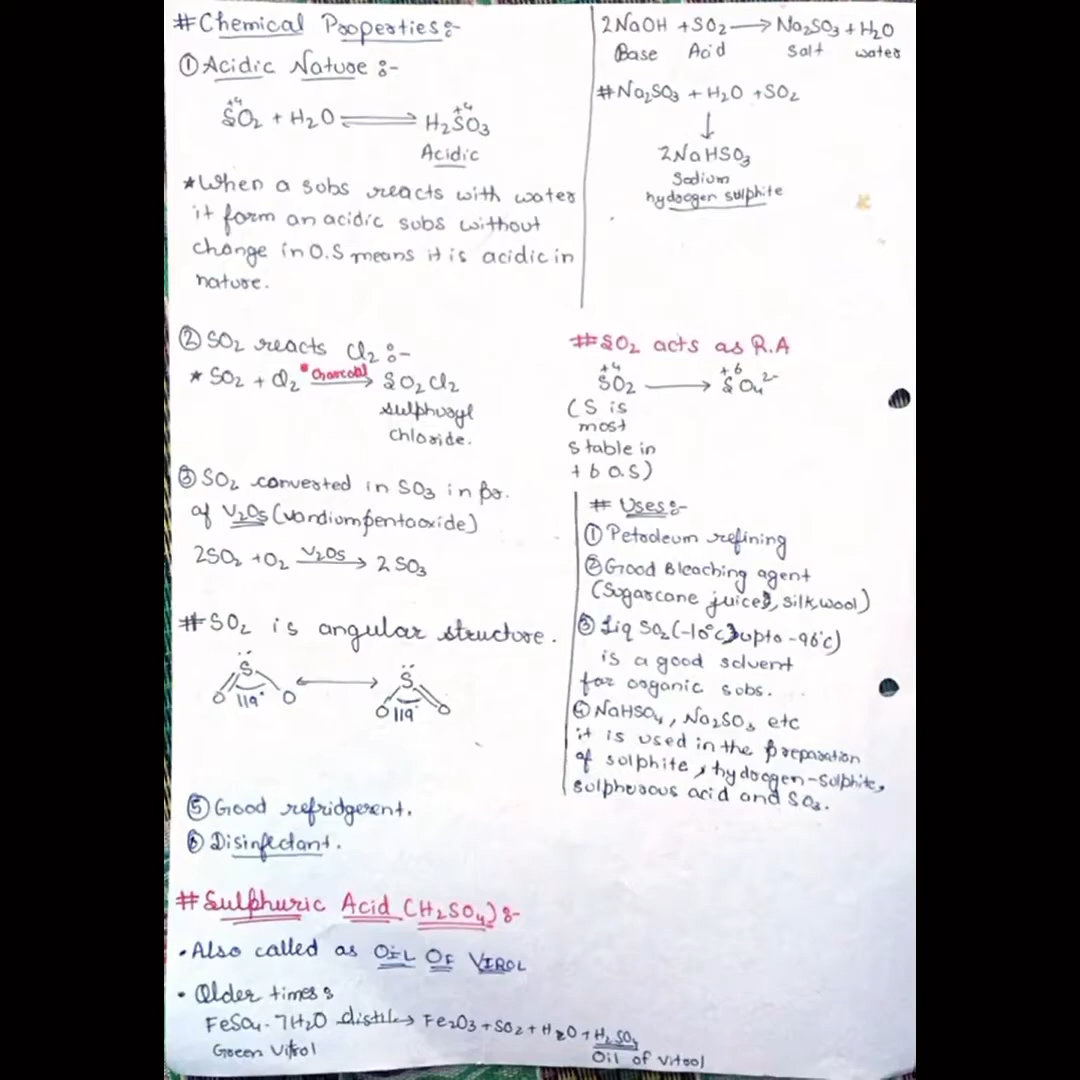 #Chemical Properties:-
① Acidic Nature :-
+4 +4
SO2 + H2O ⇌ H2SO3
Acidic
*When a subs reacts with water
it form an acidic subs without
change in O.S means it is acidic in
nature.
2NaOH + SO2 → Na2SO3 + H2O
Base Acid Salt water
#Na2SO3 + H2O + SO2
↓
2NaHSO3
Sodium
hydrogen sulphite
② SO2 reacts Cl2 :-
* SO2 + Cl2 Charcoal → SO2Cl2
Sulphuryl
chloride.
③ SO2 converted in SO3 in pr.
of V2O5 (vandiumpentaoxide)
2SO2 + O2 V2O5 → 2SO3
#SO2 is angular structure.
S S
O 119° O ↔ O 119° O
#SO2 acts as R.A
+4 +6
SO2 → SO4 2-
(S is
most
stable in
+6 O.S)
# Uses:-
① Petroleum refining
② Good Bleaching agent
(Sugarcane juice, silk, wool)
③ Liq SO2 (-10°C upto -96°C)
is a good solvent
for organic subs.
④ NaHSO4, Na2SO3 etc
it is used in the preparation
of sulphite, hydrogen-sulphite,
sulpherous acid and SO3.
⑤ Good refridgerent.
⑥ Disinfectant.
#Sulphuric Acid (H2SO4) :-
• Also called as OIL OF VIROL
• Older times :
FeSO4. 7H2O distil → Fe2O3 + SO2 + H2O + H2SO4
Green Vitrol Oil of vitrol